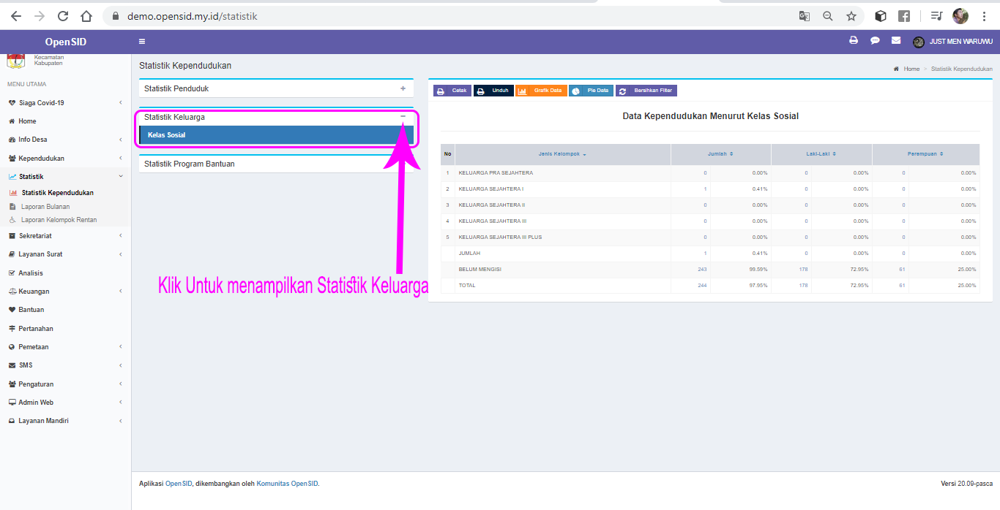 demo.opensid.my.id/statistik
OpenSID
JUST MEN WARUWU
Kecamatan
Kabupaten
MENU UTAMA
Siaga Covid-19
Home
Info Desa
Kependudukan
Statistik
Statistik Kependudukan
Laporan Bulanan
Laporan Kelompok Rentan
Sekretariat
Layanan Surat
Analisis
Keuangan
Bantuan
Pertanahan
Pemetaan
SMS
Pengaturan
Admin Web
Layanan Mandiri
Statistik Kependudukan
Home > Statistik Kependudukan
Statistik Penduduk +
Statistik Keluarga −
Kelas Sosial
Statistik Program Bantuan
Klik Untuk menampilkan Statistik Keluarga
Cetak Unduh Grafik Data Pie Data Bersihkan Filter
Data Kependudukan Menurut Kelas Sosial
No Jenis Kelompok Jumlah Laki-Laki Perempuan
1 KELUARGA PRA SEJAHTERA 0 0.00% 0 0.00% 0 0.00%
2 KELUARGA SEJAHTERA I 1 0.41% 0 0.00% 0 0.00%
3 KELUARGA SEJAHTERA II 0 0.00% 0 0.00% 0 0.00%
4 KELUARGA SEJAHTERA III 0 0.00% 0 0.00% 0 0.00%
5 KELUARGA SEJAHTERA III PLUS 0 0.00% 0 0.00% 0 0.00%
JUMLAH 1 0.41% 0 0.00% 0 0.00%
BELUM MENGISI 243 99.59% 178 72.95% 61 25.00%
TOTAL 244 97.95% 178 72.95% 61 25.00%
Aplikasi OpenSID, dikembangkan oleh Komunitas OpenSID.
Versi 20.09-pasca